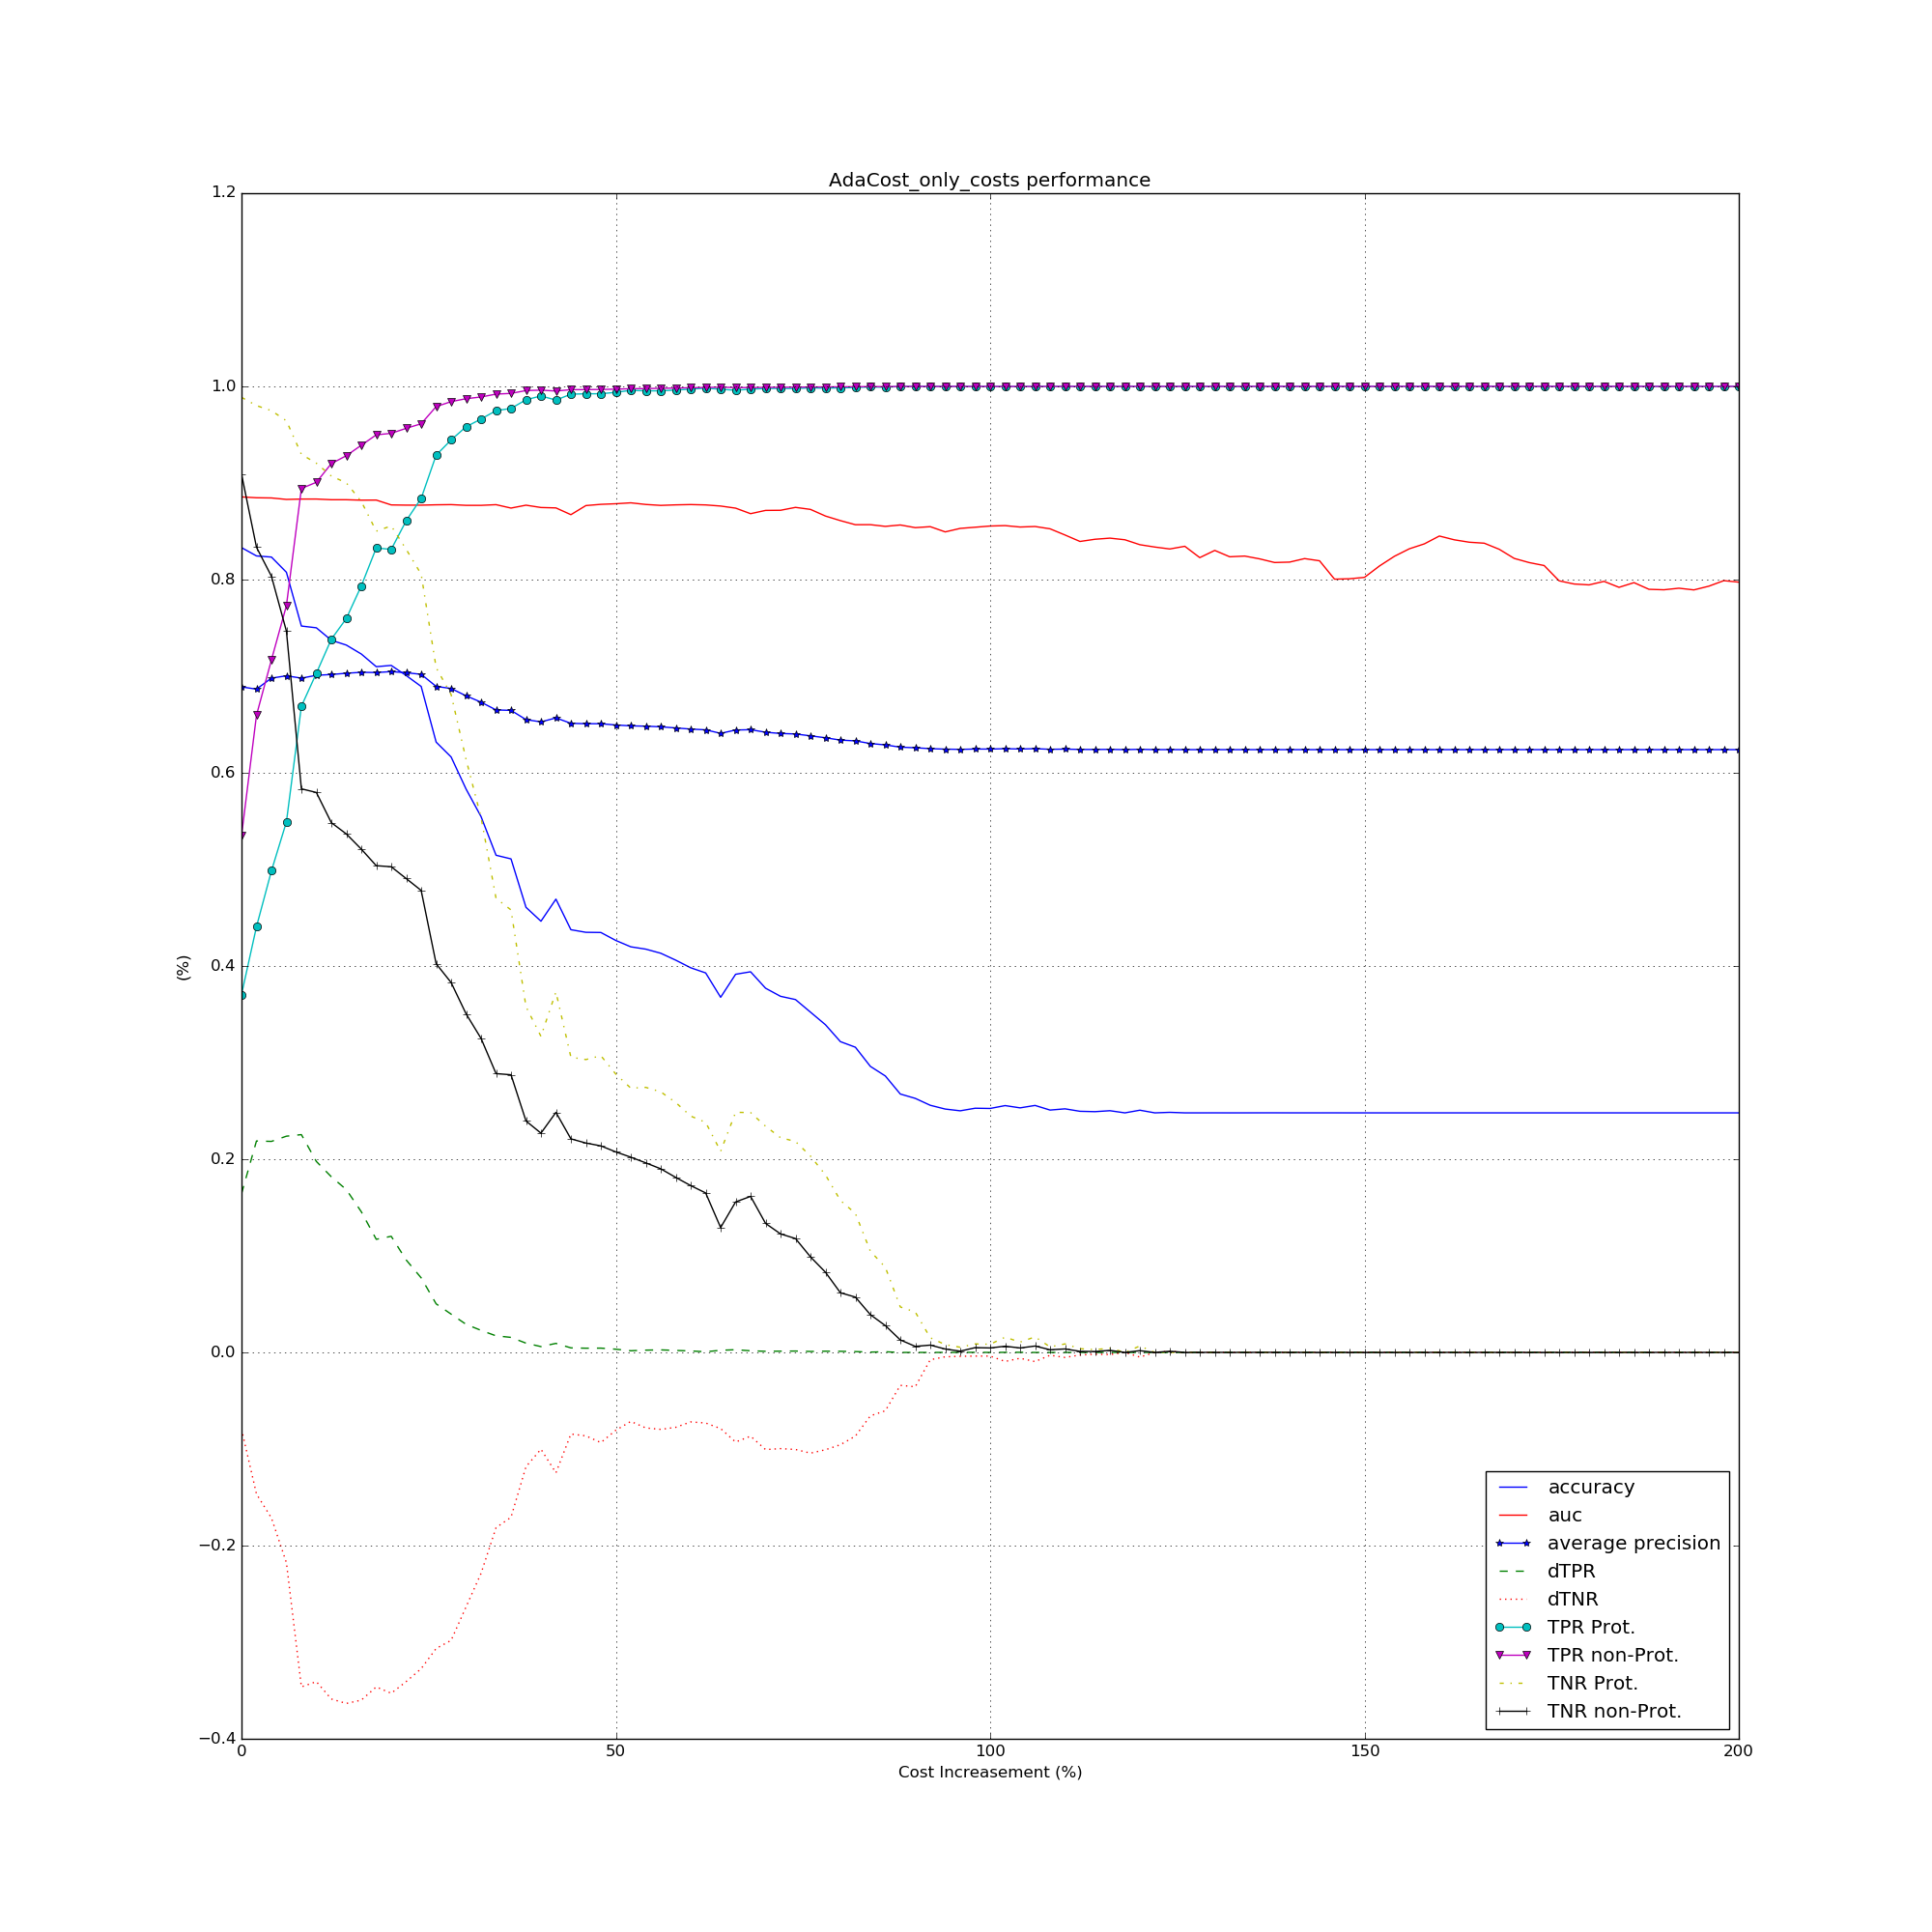 AdaCost_only_costs performance
1.2
1.0
0.8
0.6
0.4
0.2
0.0
−0.2
−0.4
(%)
0 50 100 150 200
Cost Increasement (%)
accuracy
auc
average precision
dTPR
dTNR
TPR Prot.
TPR non-Prot.
TNR Prot.
TNR non-Prot.